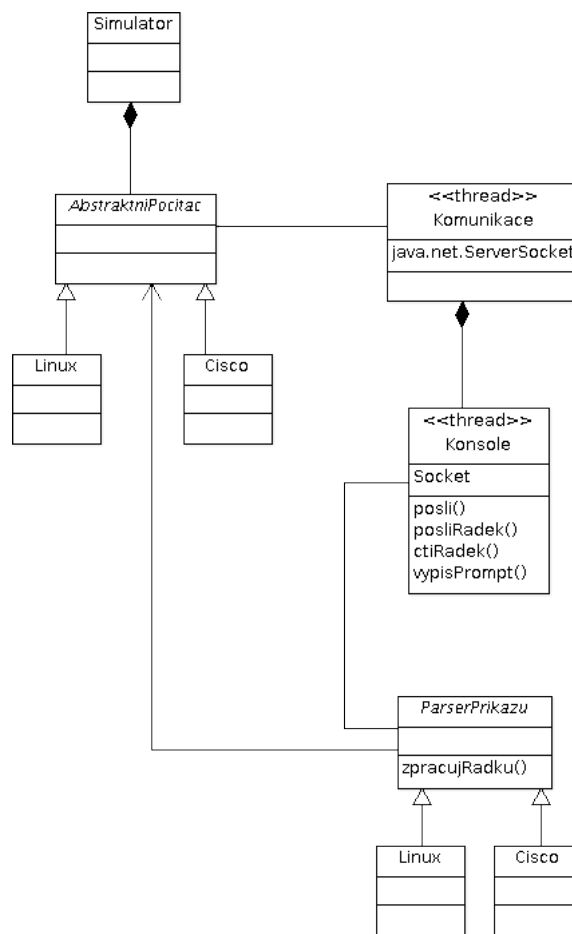 Simulator
AbstraktniPocitac
<<thread>>
Komunikace
java.net.ServerSocket
Linux
Cisco
<<thread>>
Konsole
Socket
posli()
posliRadek()
ctiRadek()
vypisPrompt()
ParserPrikazu
zpracujRadku()
Linux
Cisco